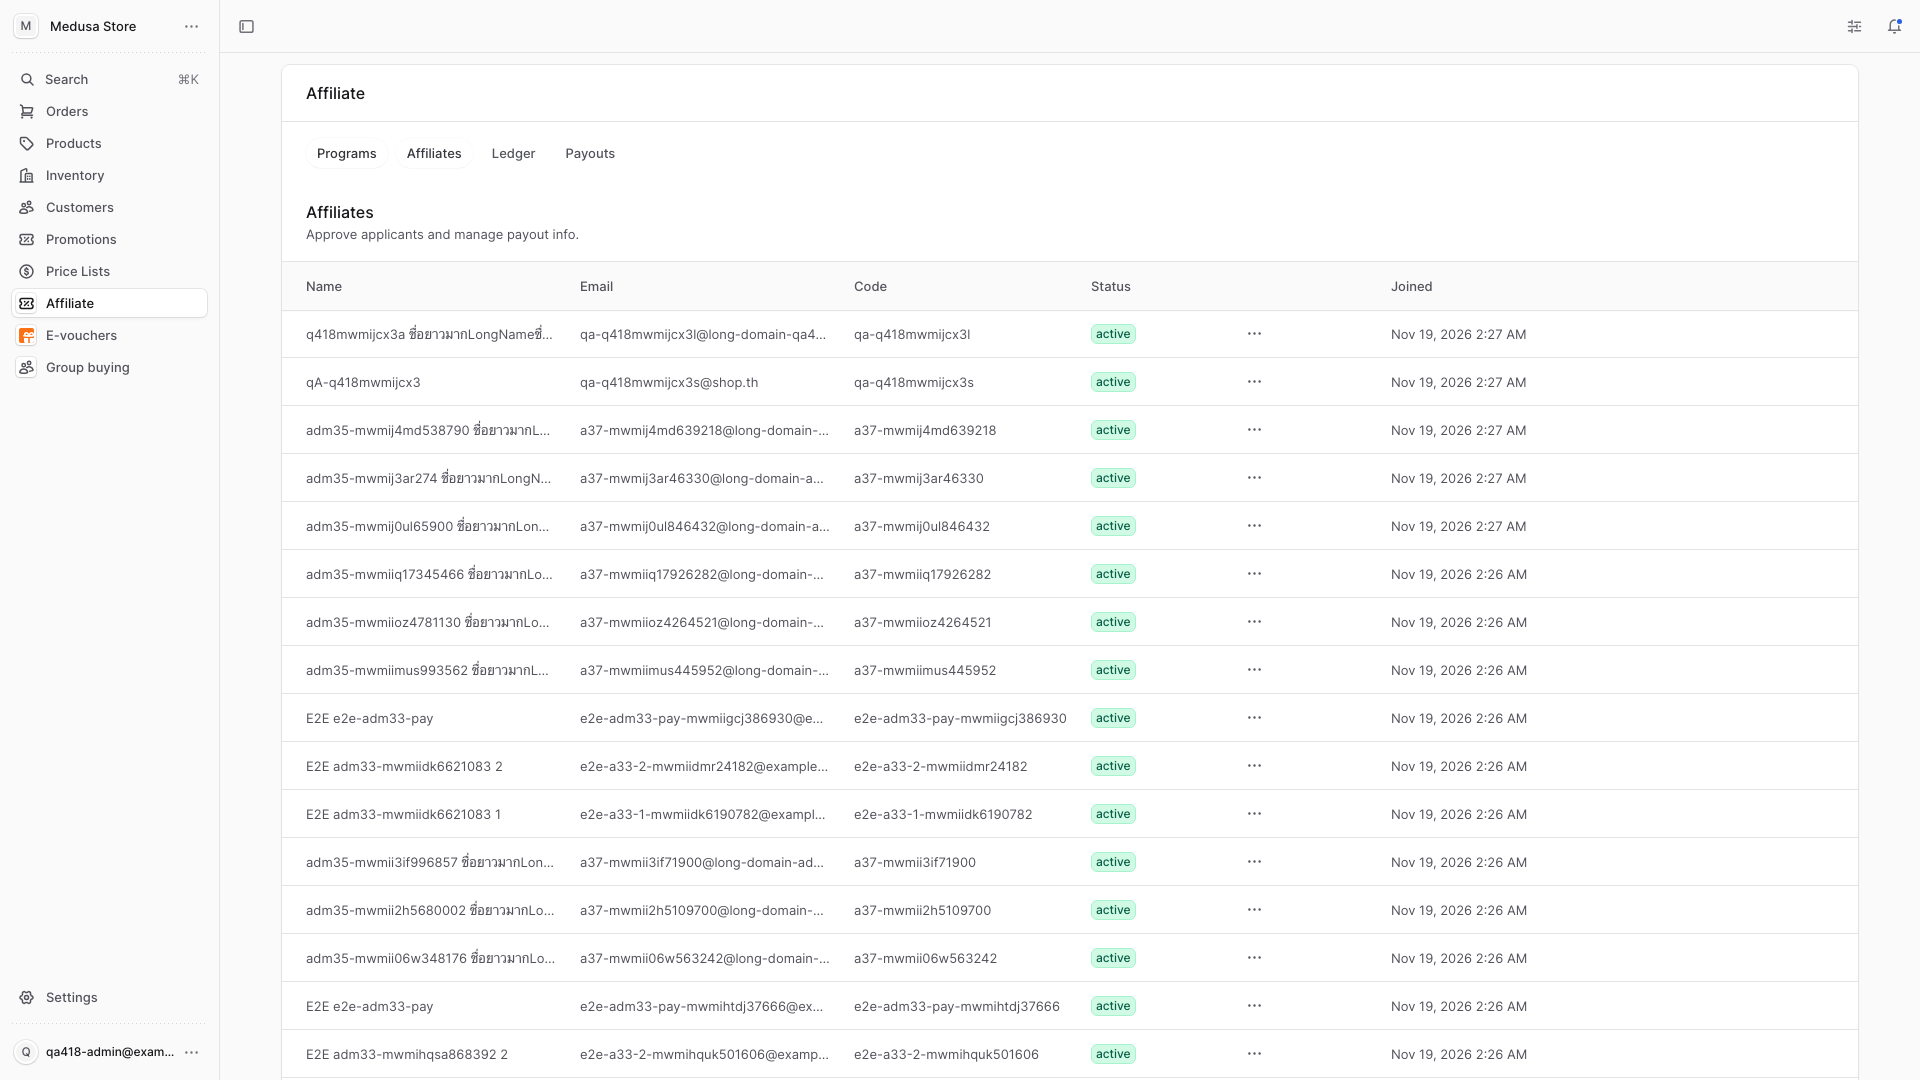 M Medusa Store
Search ⌘K
Orders
Products
Inventory
Customers
Promotions
Price Lists
Affiliate
E-vouchers
Group buying
Settings
Q qa418-admin@exam...
Affiliate
Programs Affiliates Ledger Payouts
Affiliates
Approve applicants and manage payout info.
Name Email Code Status Joined
q418mwmijcx3a ชื่อยาวมากLongNameชื่... qa-q418mwmijcx3l@long-domain-qa4... qa-q418mwmijcx3l active Nov 19, 2026 2:27 AM
qA-q418mwmijcx3 qa-q418mwmijcx3s@shop.th qa-q418mwmijcx3s active Nov 19, 2026 2:27 AM
adm35-mwmij4md538790 ชื่อยาวมากL... a37-mwmij4md639218@long-domain-... a37-mwmij4md639218 active Nov 19, 2026 2:27 AM
adm35-mwmij3ar274 ชื่อยาวมากLongN... a37-mwmij3ar46330@long-domain-a... a37-mwmij3ar46330 active Nov 19, 2026 2:27 AM
adm35-mwmij0ul65900 ชื่อยาวมากLon... a37-mwmij0ul846432@long-domain-a... a37-mwmij0ul846432 active Nov 19, 2026 2:27 AM
adm35-mwmiiq17345466 ชื่อยาวมากLo... a37-mwmiiq17926282@long-domain-... a37-mwmiiq17926282 active Nov 19, 2026 2:26 AM
adm35-mwmiioz4781130 ชื่อยาวมากLo... a37-mwmiioz4264521@long-domain-... a37-mwmiioz4264521 active Nov 19, 2026 2:26 AM
adm35-mwmiimus993562 ชื่อยาวมากL... a37-mwmiimus445952@long-domain-... a37-mwmiimus445952 active Nov 19, 2026 2:26 AM
E2E e2e-adm33-pay e2e-adm33-pay-mwmiigcj386930@e... e2e-adm33-pay-mwmiigcj386930 active Nov 19, 2026 2:26 AM
E2E adm33-mwmiidk6621083 2 e2e-a33-2-mwmiidmr24182@example... e2e-a33-2-mwmiidmr24182 active Nov 19, 2026 2:26 AM
E2E adm33-mwmiidk6621083 1 e2e-a33-1-mwmiidk6190782@exampl... e2e-a33-1-mwmiidk6190782 active Nov 19, 2026 2:26 AM
adm35-mwmii3if996857 ชื่อยาวมากLon... a37-mwmii3if71900@long-domain-ad... a37-mwmii3if71900 active Nov 19, 2026 2:26 AM
adm35-mwmii2h5680002 ชื่อยาวมากLo... a37-mwmii2h5109700@long-domain-... a37-mwmii2h5109700 active Nov 19, 2026 2:26 AM
adm35-mwmii06w348176 ชื่อยาวมากLo... a37-mwmii06w563242@long-domain-... a37-mwmii06w563242 active Nov 19, 2026 2:26 AM
E2E e2e-adm33-pay e2e-adm33-pay-mwmihtdj37666@ex... e2e-adm33-pay-mwmihtdj37666 active Nov 19, 2026 2:26 AM
E2E adm33-mwmihqsa868392 2 e2e-a33-2-mwmihquk501606@examp... e2e-a33-2-mwmihquk501606 active Nov 19, 2026 2:26 AM